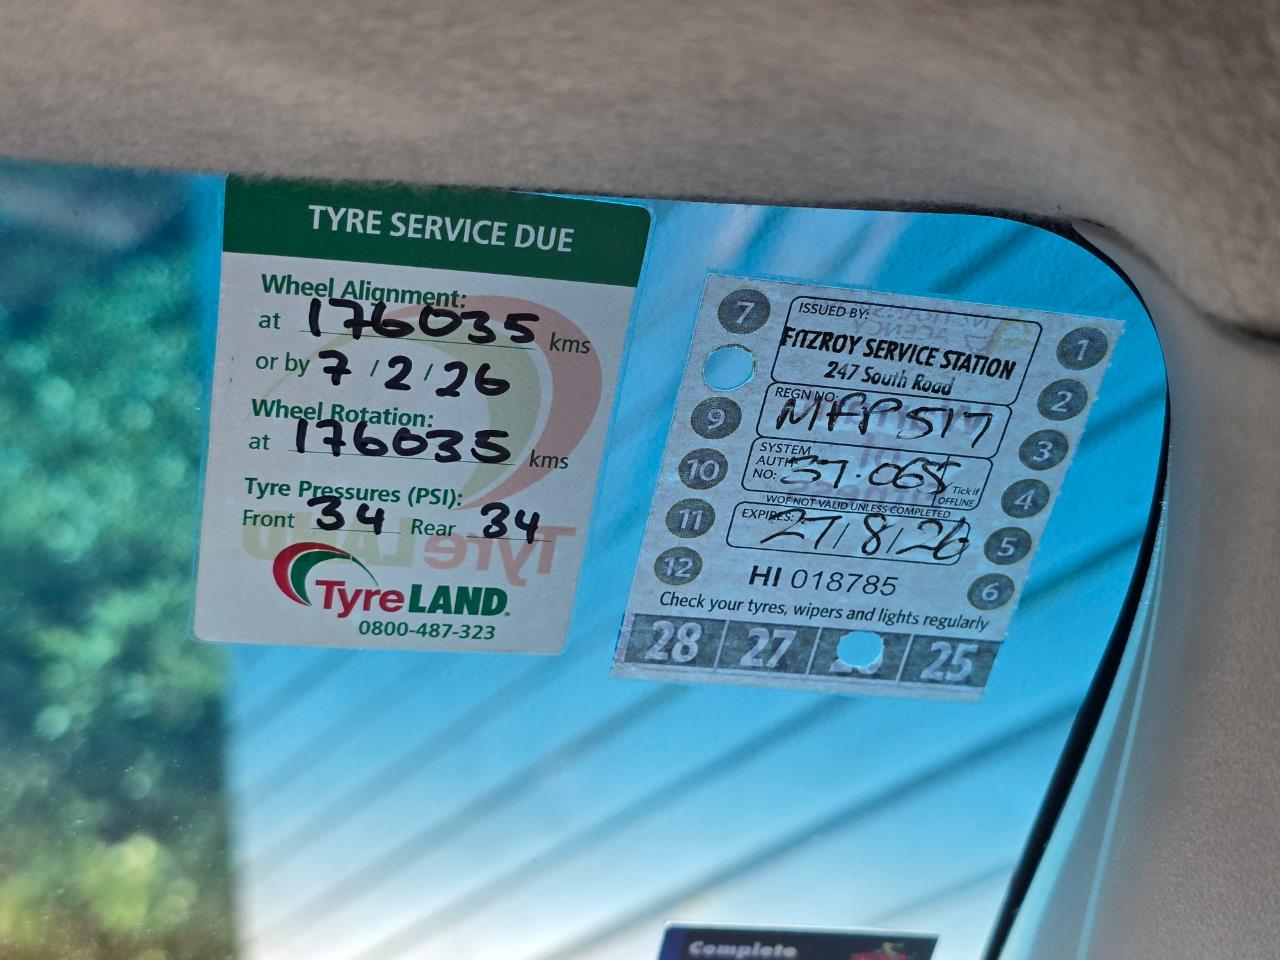 TYRE SERVICE DUE
Wheel Alignment:
at 176035 kms
or by 7/2/26
Wheel Rotation:
at 176035 kms
Tyre Pressures (PSI):
Front 34 Rear 34
TyreLAND
0800-487-323
ISSUED BY:
FITZROY SERVICE STATION
247 South Road
REGN NO:
MFP517
SYSTEM
AUTH
NO: 37.065
Tick if
OFFLINE
WOF NOT VALID UNLESS COMPLETED
EXPIRES: 27/8/26
HI 018785
Check your tyres, wipers and lights regularly
7
9
10
11
12
1
2
3
4
5
6
28 27 25
Complete